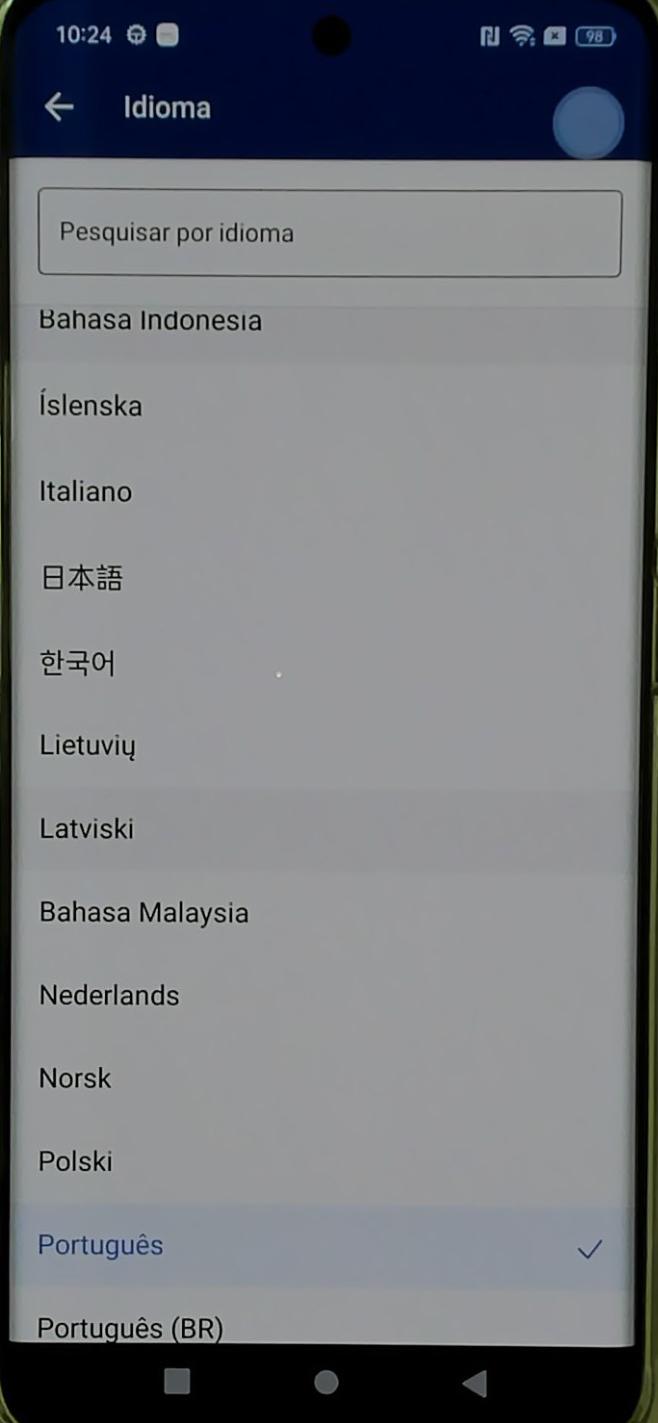 10:24
98
Idioma
Pesquisar por idioma
Bahasa Indonesia
Íslenska
Italiano
日本語
한국어
Lietuvių
Latviski
Bahasa Malaysia
Nederlands
Norsk
Polski
Português
Português (BR)